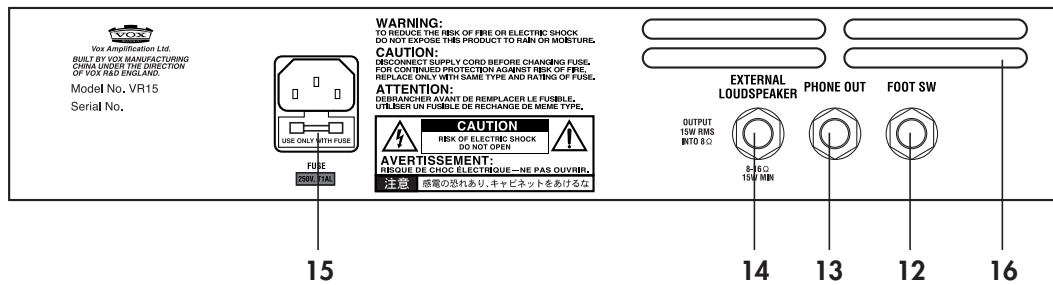 VOX
Vox Amplification Ltd.
BUILT BY VOX MANUFACTURING
CHINA UNDER THE DIRECTION
OF VOX R&D ENGLAND.
Model No. VR15
Serial No.
USE ONLY WITH FUSE
FUSE
250V, T1AL
WARNING:
TO REDUCE THE RISK OF FIRE OR ELECTRIC SHOCK
DO NOT EXPOSE THIS PRODUCT TO RAIN OR MOISTURE.
CAUTION:
DISCONNECT SUPPLY CORD BEFORE CHANGING FUSE.
FOR CONTINUED PROTECTION AGAINST RISK OF FIRE,
REPLACE ONLY WITH SAME TYPE AND RATING OF FUSE.
ATTENTION:
DEBRANCHER AVANT DE REMPLACER LE FUSIBLE.
UTILISER UN FUSIBLE DE RECHANGE DE MEME TYPE.
CAUTION
RISK OF ELECTRIC SHOCK
DO NOT OPEN
AVERTISSEMENT:
RISQUE DE CHOC ÉLECTRIQUE—NE PAS OUVRIR.
注意 感電の恐れあり、キャビネットをあけるな
EXTERNAL
LOUDSPEAKER
PHONE OUT
FOOT SW
OUTPUT
15W RMS
INTO 8Ω
8-16Ω
15W MIN
15
14
13
12
16